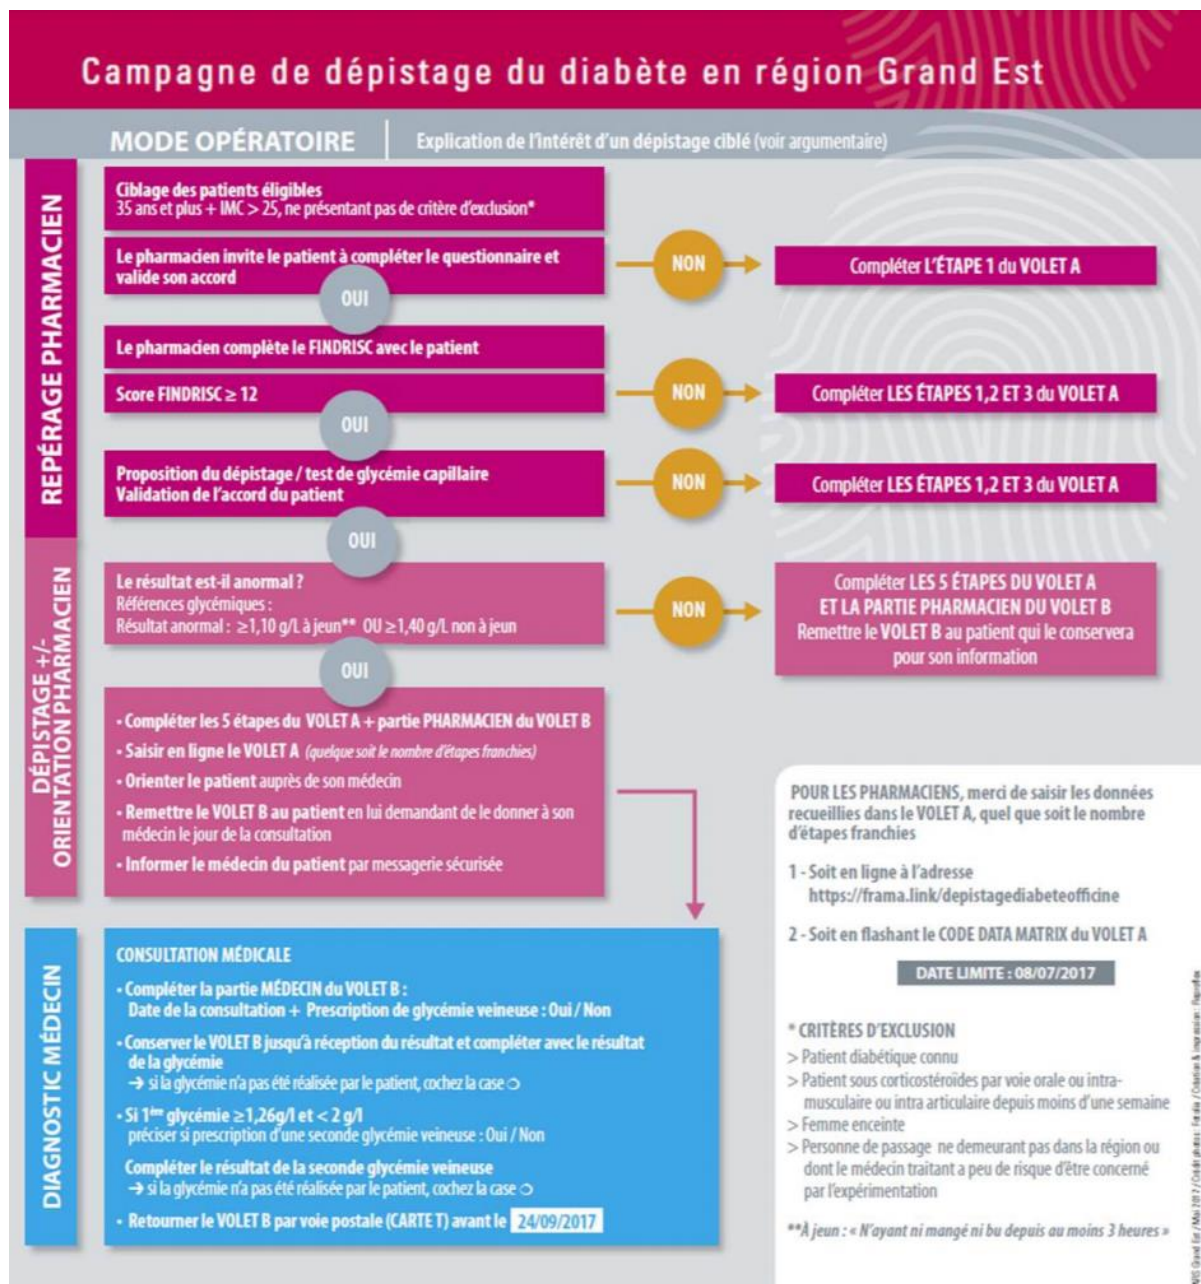 Campagne de dépistage du diabète en région Grand Est
MODE OPÉRATOIRE
Explication de l'intérêt d'un dépistage ciblé (voir argumentaire)
REPÉRAGE PHARMACIEN
Ciblage des patients éligibles
35 ans et plus + IMC > 25, ne présentant pas de critère d'exclusion*
Le pharmacien invite le patient à compléter le questionnaire et
valide son accord
NON
Compléter L'ÉTAPE 1 du VOLET A
OUI
Le pharmacien complète le FINDRISC avec le patient
Score FINDRISC ≥ 12
NON
Compléter LES ÉTAPES 1,2 ET 3 du VOLET A
OUI
Proposition du dépistage / test de glycémie capillaire
Validation de l'accord du patient
NON
Compléter LES ÉTAPES 1,2 ET 3 du VOLET A
OUI
DÉPISTAGE +/-
ORIENTATION PHARMACIEN
Le résultat est-il anormal ?
Références glycémiques :
Résultat anormal : ≥1,10 g/L à jeun** OU ≥1,40 g/L non à jeun
NON
Compléter LES 5 ÉTAPES DU VOLET A
ET LA PARTIE PHARMACIEN DU VOLET B
Remettre le VOLET B au patient qui le conservera
pour son information
OUI
• Compléter les 5 étapes du VOLET A + partie PHARMACIEN du VOLET B
• Saisir en ligne le VOLET A (quelque soit le nombre d'étapes franchies)
• Orienter le patient auprès de son médecin
• Remettre le VOLET B au patient en lui demandant de le donner à son
médecin le jour de la consultation
• Informer le médecin du patient par messagerie sécurisée
DIAGNOSTIC MÉDECIN
CONSULTATION MÉDICALE
• Compléter la partie MÉDECIN du VOLET B :
Date de la consultation + Prescription de glycémie veineuse : Oui / Non
• Conserver le VOLET B jusqu'à réception du résultat et compléter avec le résultat
de la glycémie
→ si la glycémie n'a pas été réalisée par le patient, cochez la case ❍
• Si 1ère glycémie ≥1,26g/l et < 2 g/l
préciser si prescription d'une seconde glycémie veineuse : Oui / Non
Compléter le résultat de la seconde glycémie veineuse
→ si la glycémie n'a pas été réalisée par le patient, cochez la case ❍
• Retourner le VOLET B par voie postale (CARTE T) avant le 24/09/2017
POUR LES PHARMACIENS, merci de saisir les données
recueillies dans le VOLET A, quel que soit le nombre
d'étapes franchies
1 - Soit en ligne à l'adresse
https://frama.link/depistagediabeteofficine
2 - Soit en flashant le CODE DATA MATRIX du VOLET A
DATE LIMITE : 08/07/2017
* CRITÈRES D'EXCLUSION
> Patient diabétique connu
> Patient sous corticostéroïdes par voie orale ou intra-
musculaire ou intra articulaire depuis moins d'une semaine
> Femme enceinte
> Personne de passage ne demeurant pas dans la région ou
dont le médecin traitant a peu de risque d'être concerné
par l'expérimentation
**À jeun : « N'ayant ni mangé ni bu depuis au moins 3 heures »
Grand Est / Mai 2017 / Crédit photos : Fotolia / Création & impression :